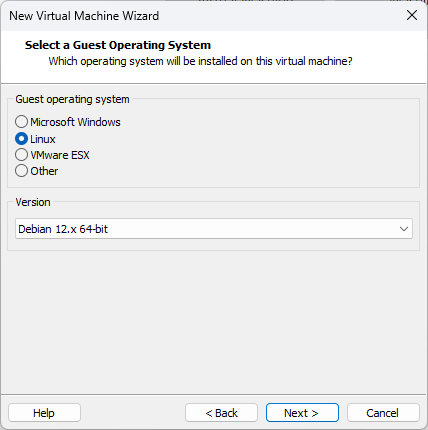 New Virtual Machine Wizard
Select a Guest Operating System
Which operating system will be installed on this virtual machine?
Guest operating system
Microsoft Windows
Linux
VMware ESX
Other
Version
Debian 12.x 64-bit
Help
< Back
Next >
Cancel